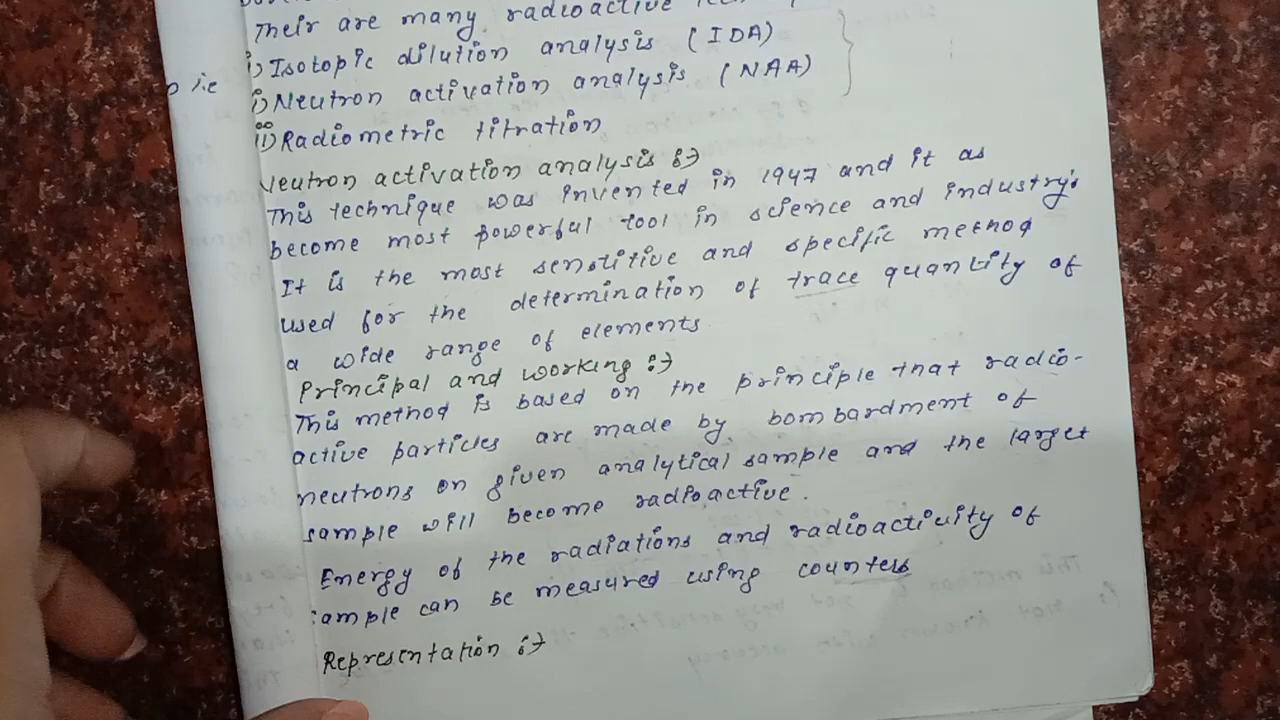 Their are many radioactive
i) Isotopic dilution analysis (IDA)
i) Neutron activation analysis (NAA)
iii) Radiometric titration
Neutron activation analysis :→
This technique was invented in 1947 and it as
become most powerful tool in science and industry.
It is the most senstitive and specific method
used for the determination of trace quantity of
a wide range of elements
Principal and working :→
This method is based on the principle that radio-
active particles are made by bombardment of
neutrons on given analytical sample and the target
sample will become radioactive.
Energy of the radiations and radioactivity of
sample can be measured using counters
Representation :→